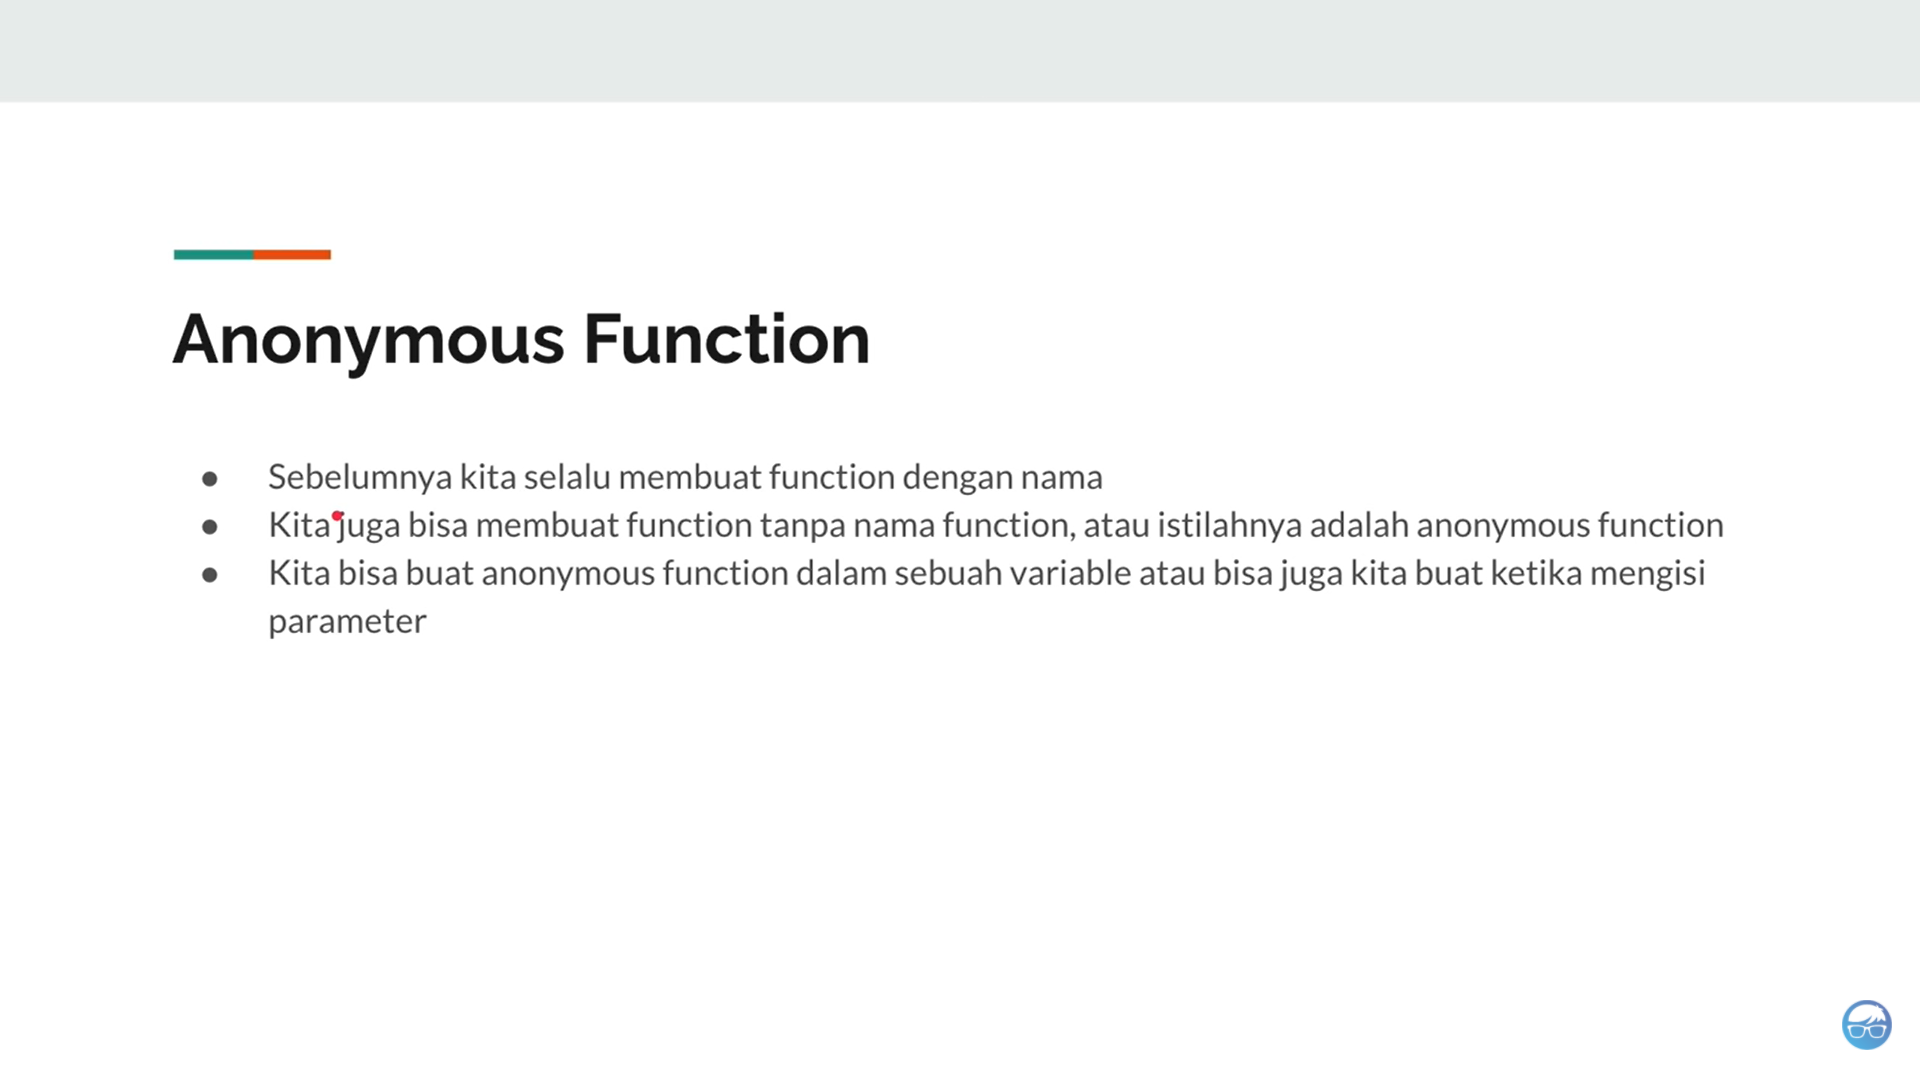 Anonymous Function
● Sebelumnya kita selalu membuat function dengan nama
● Kita juga bisa membuat function tanpa nama function, atau istilahnya adalah anonymous function
● Kita bisa buat anonymous function dalam sebuah variable atau bisa juga kita buat ketika mengisi
parameter